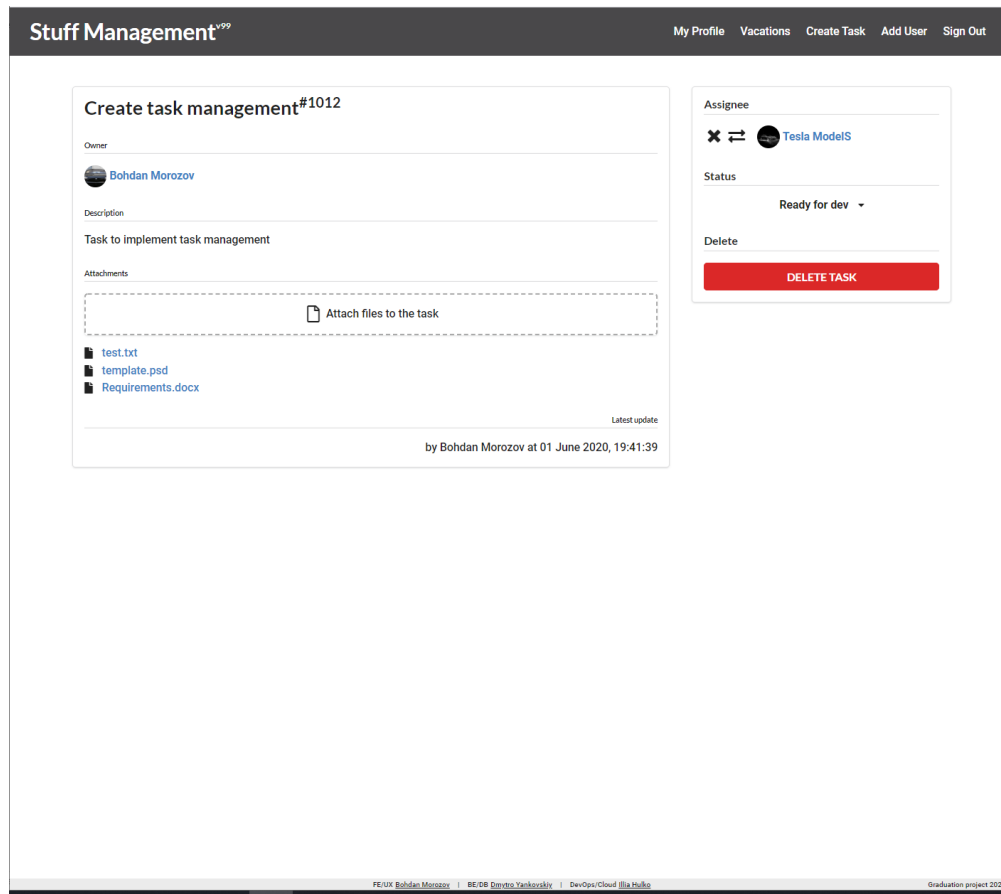 Stuff Management v99
My Profile Vacations Create Task Add User Sign Out
Create task management #1012
Owner
Bohdan Morozov
Description
Task to implement task management
Attachments
Attach files to the task
test.txt
template.psd
Requirements.docx
Latest update
by Bohdan Morozov at 01 June 2020, 19:41:39
Assignee
Tesla ModelS
Status
Ready for dev
Delete
DELETE TASK
FE/UX Bohdan Morozov | BE/DB Dmytro Yankovskiy | DevOps/Cloud Illia Hulko
Graduation project 202